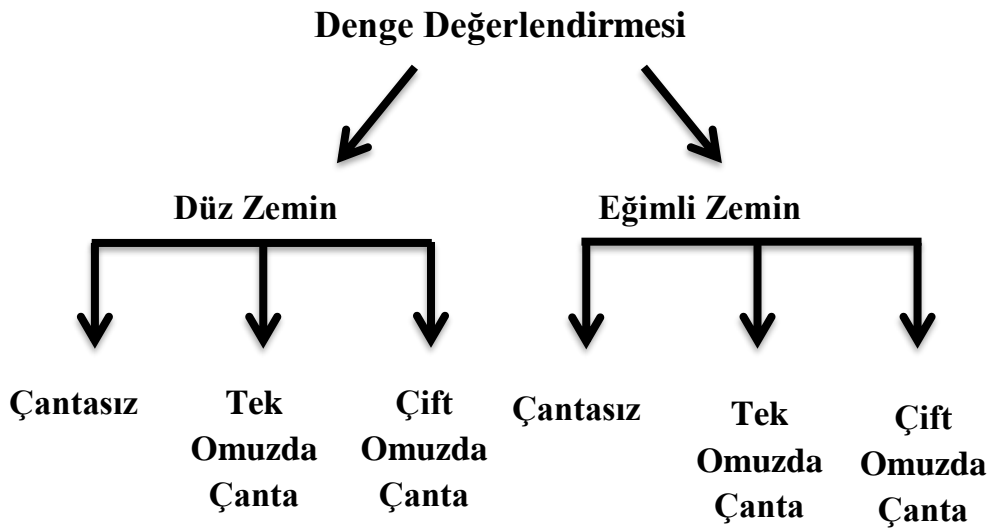 Denge Değerlendirmesi
Düz Zemin
Eğimli Zemin
Çantasız
Tek
Omuzda
Çanta
Çift
Omuzda
Çanta
Çantasız
Tek
Omuzda
Çanta
Çift
Omuzda
Çanta